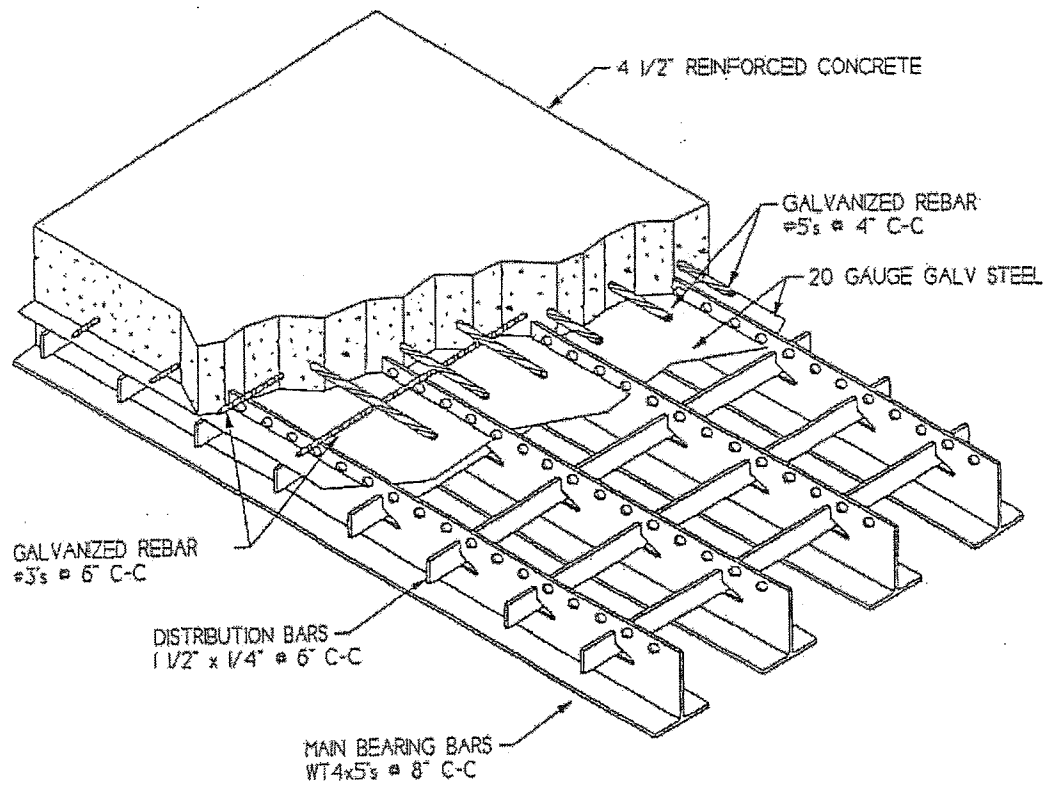 4 1/2" REINFORCED CONCRETE
GALVANIZED REBAR
#5's @ 4" C-C
20 GAUGE GALV STEEL
GALVANIZED REBAR
#3's @ 6" C-C
DISTRIBUTION BARS
1 1/2" x 1/4" @ 6" C-C
MAIN BEARING BARS
WT4x5's @ 8" C-C